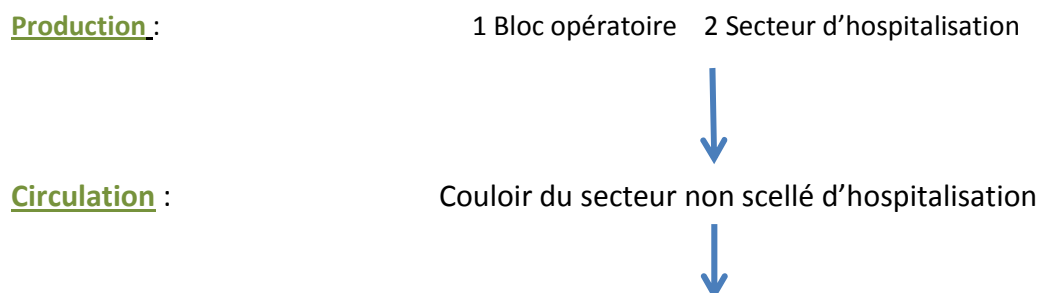 Production : 1 Bloc opératoire 2 Secteur d’hospitalisation
Circulation : Couloir du secteur non scellé d’hospitalisation